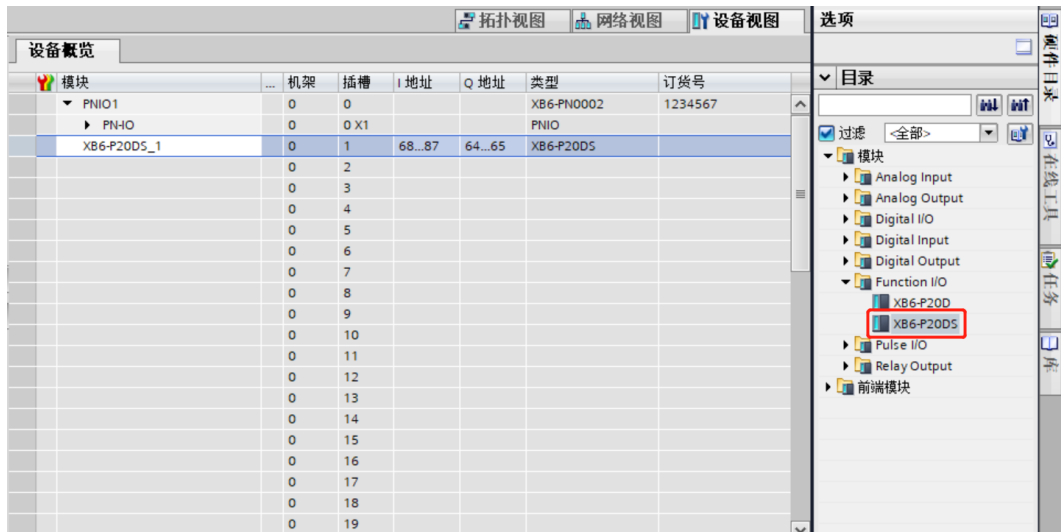 拓扑视图 网络视图 设备视图 选项
设备概览
模块 ... 机架 插槽 I 地址 Q 地址 类型 订货号
PNIO1 0 0 XB6-PN0002 1234567
PN-IO 0 0 X1 PNIO
XB6-P20DS_1 0 1 68...87 64...65 XB6-P20DS
0 2
0 3
0 4
0 5
0 6
0 7
0 8
0 9
0 10
0 11
0 12
0 13
0 14
0 15
0 16
0 17
0 18
0 19
目录
过滤 <全部>
模块
Analog Input
Analog Output
Digital I/O
Digital Input
Digital Output
Function I/O
XB6-P20D
XB6-P20DS
Pulse I/O
Relay Output
前端模块
硬件目录
在线工具
任务
库